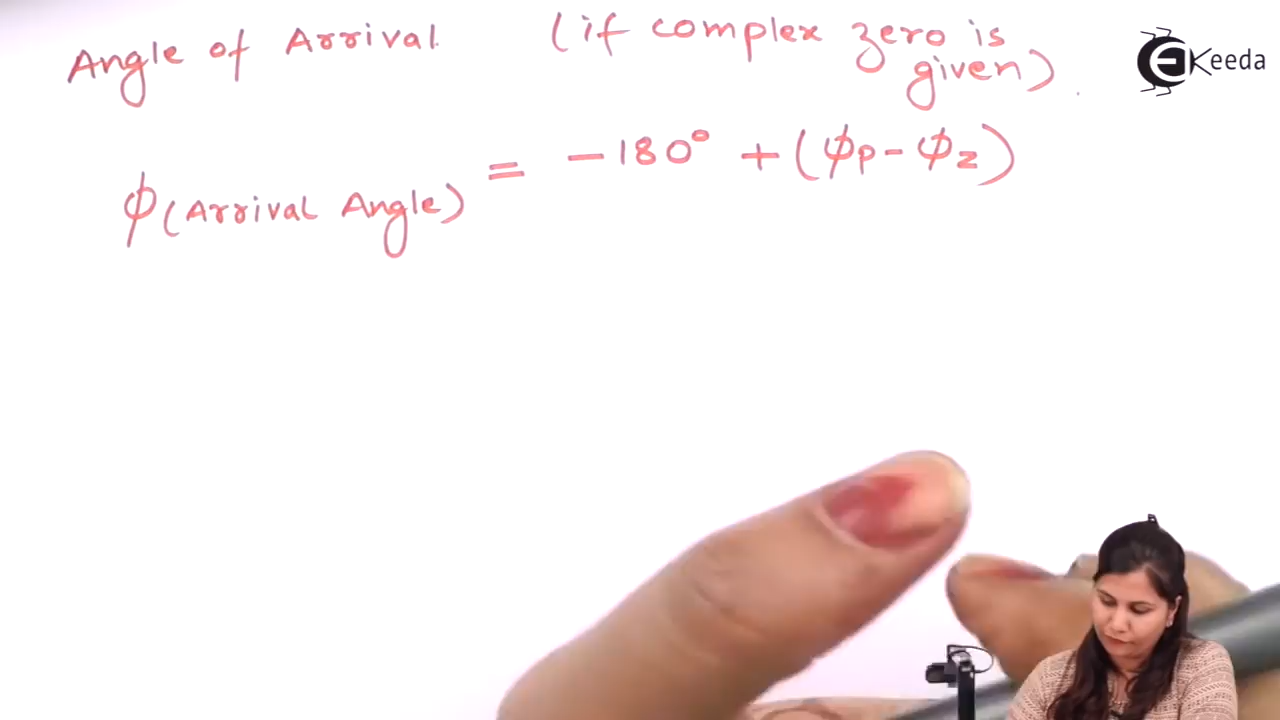 Angle of Arrival (if complex zero is
given)
ϕ(Arrival Angle) = -180° + (ϕp - ϕz)
EKeeda